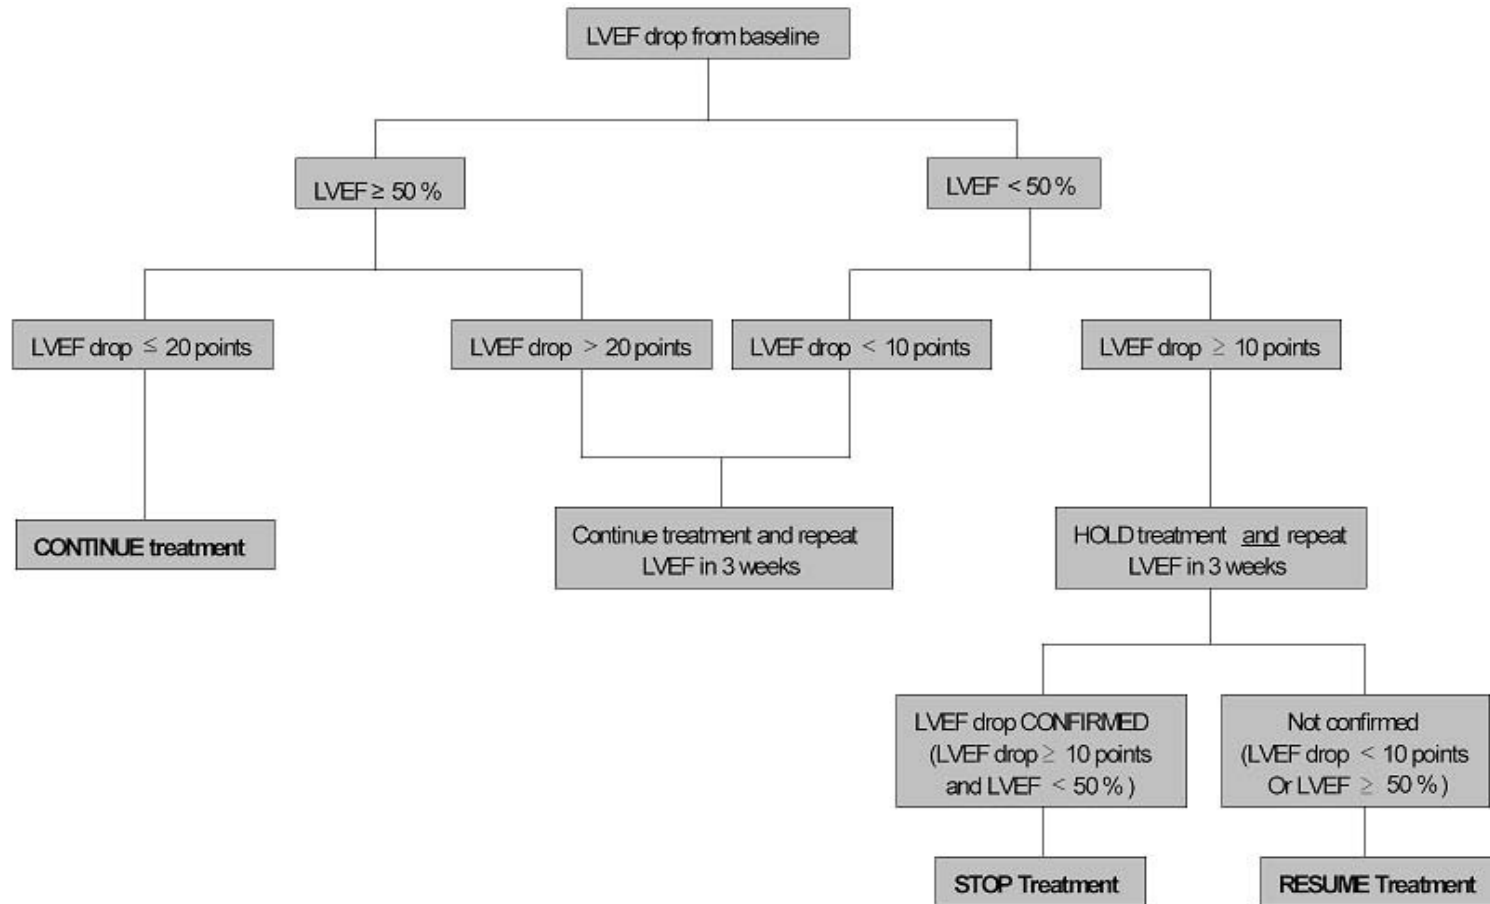 LVEF drop from baseline
LVEF ≥ 50 %
LVEF < 50 %
LVEF drop ≤ 20 points
LVEF drop > 20 points
LVEF drop < 10 points
LVEF drop ≥ 10 points
CONTINUE treatment
Continue treatment and repeat
LVEF in 3 weeks
HOLD treatment and repeat
LVEF in 3 weeks
LVEF drop CONFIRMED
(LVEF drop ≥ 10 points
and LVEF < 50 % )
Not confirmed
(LVEF drop < 10 points
Or LVEF ≥ 50 % )
STOP Treatment
RESUME Treatment